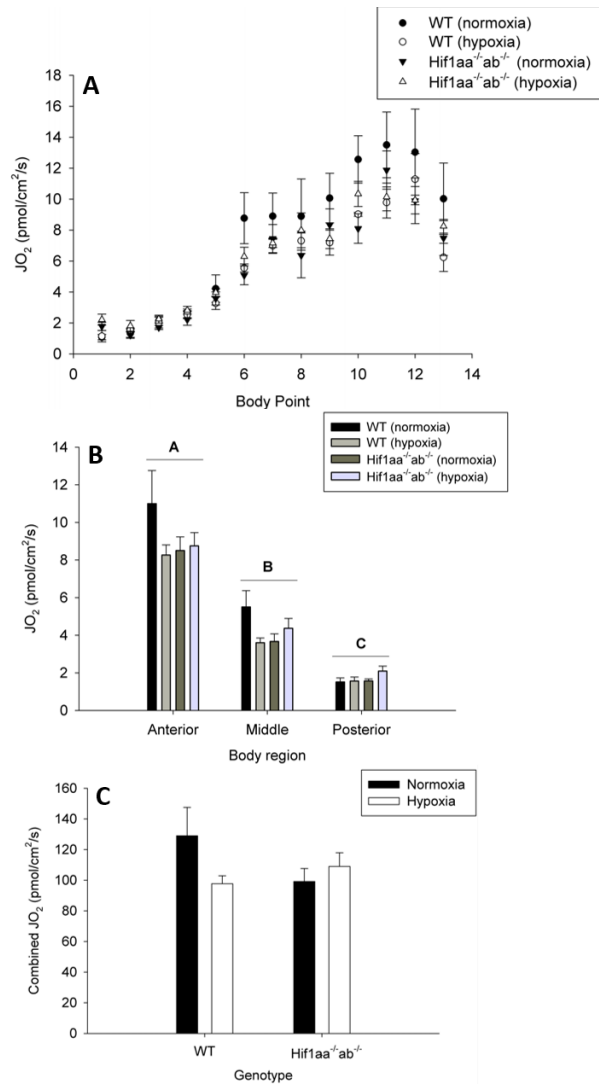 WT (normoxia)
WT (hypoxia)
Hif1aa⁻/⁻ab⁻/⁻ (normoxia)
Hif1aa⁻/⁻ab⁻/⁻ (hypoxia)
A
18
16
14
12
10
8
6
4
2
0
JO₂ (pmol/cm²/s)
0 2 4 6 8 10 12 14
Body Point
WT (normoxia)
WT (hypoxia)
Hif1aa⁻/⁻ab⁻/⁻ (normoxia)
Hif1aa⁻/⁻ab⁻/⁻ (hypoxia)
B
14
12
10
8
6
4
2
0
JO₂ (pmol/cm²/s)
A
B
C
Anterior Middle Posterior
Body region
C
Normoxia
Hypoxia
160
140
120
100
80
60
40
20
0
Combined JO₂ (pmol/cm²/s)
WT Hif1aa⁻/⁻ab⁻/⁻
Genotype